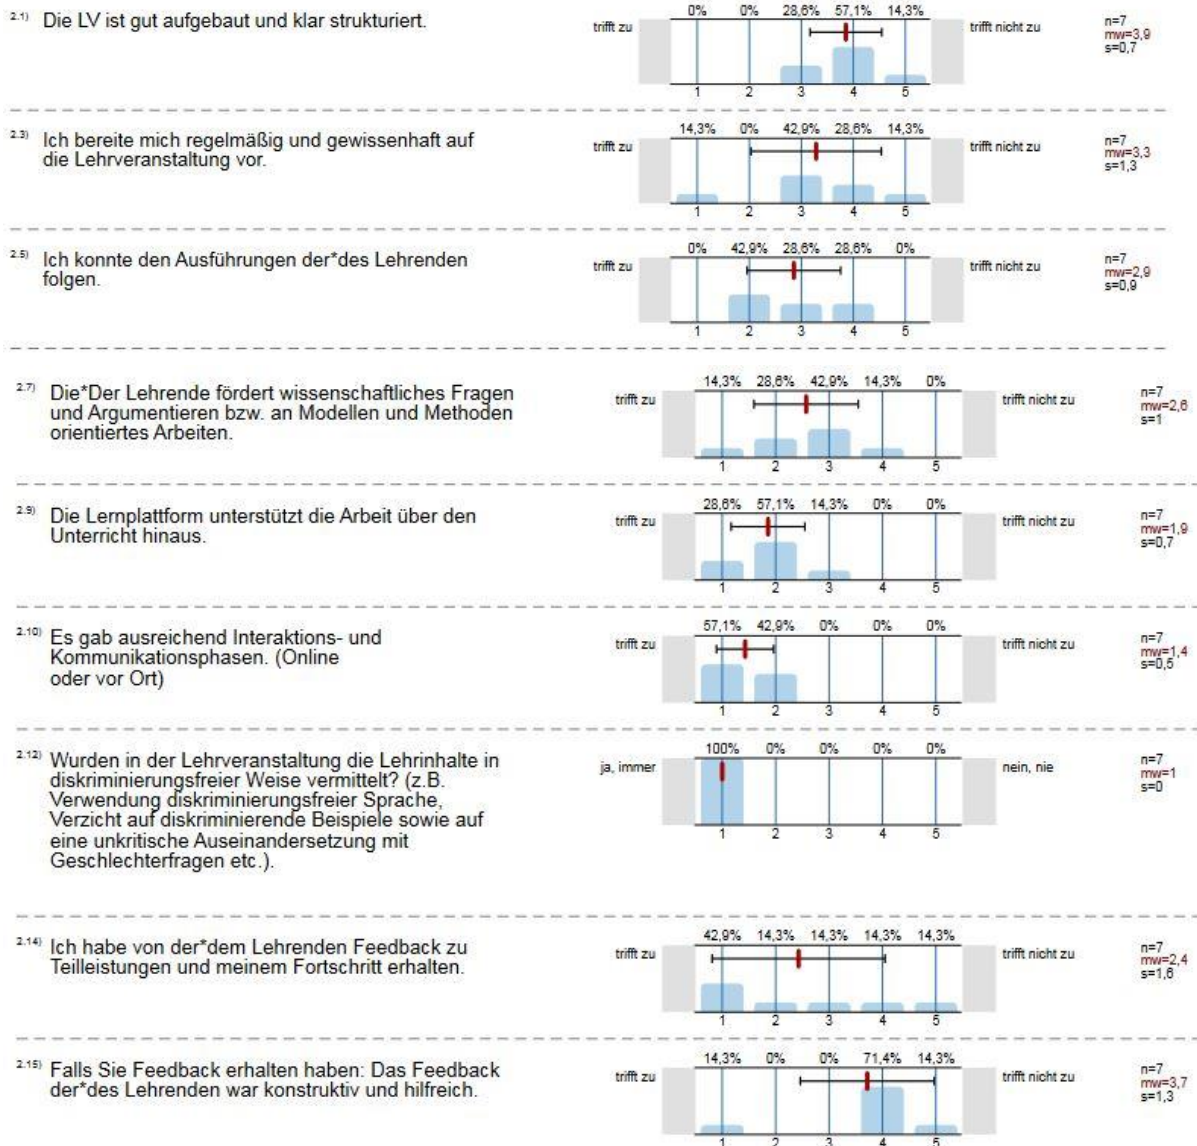 2.1) Die LV ist gut aufgebaut und klar strukturiert.
0% 0% 28,6% 57,1% 14,3%
trifft zu trifft nicht zu
n=7
mw=3,9
s=0,7
1 2 3 4 5
2.3) Ich bereite mich regelmäßig und gewissenhaft auf
die Lehrveranstaltung vor.
14,3% 0% 42,9% 28,6% 14,3%
trifft zu trifft nicht zu
n=7
mw=3,3
s=1,3
1 2 3 4 5
2.5) Ich konnte den Ausführungen der*des Lehrenden
folgen.
0% 42,9% 28,6% 28,6% 0%
trifft zu trifft nicht zu
n=7
mw=2,9
s=0,9
1 2 3 4 5
2.7) Die*Der Lehrende fördert wissenschaftliches Fragen
und Argumentieren bzw. an Modellen und Methoden
orientiertes Arbeiten.
14,3% 28,6% 42,9% 14,3% 0%
trifft zu trifft nicht zu
n=7
mw=2,6
s=1
1 2 3 4 5
2.9) Die Lernplattform unterstützt die Arbeit über den
Unterricht hinaus.
28,6% 57,1% 14,3% 0% 0%
trifft zu trifft nicht zu
n=7
mw=1,9
s=0,7
1 2 3 4 5
2.10) Es gab ausreichend Interaktions- und
Kommunikationsphasen. (Online
oder vor Ort)
57,1% 42,9% 0% 0% 0%
trifft zu trifft nicht zu
n=7
mw=1,4
s=0,5
1 2 3 4 5
2.12) Wurden in der Lehrveranstaltung die Lehrinhalte in
diskriminierungsfreier Weise vermittelt? (z.B.
Verwendung diskriminierungsfreier Sprache,
Verzicht auf diskriminierende Beispiele sowie auf
eine unkritische Auseinandersetzung mit
Geschlechterfragen etc.).
100% 0% 0% 0% 0%
ja, immer nein, nie
n=7
mw=1
s=0
1 2 3 4 5
2.14) Ich habe von der*dem Lehrenden Feedback zu
Teilleistungen und meinem Fortschritt erhalten.
42,9% 14,3% 14,3% 14,3% 14,3%
trifft zu trifft nicht zu
n=7
mw=2,4
s=1,6
1 2 3 4 5
2.15) Falls Sie Feedback erhalten haben: Das Feedback
der*des Lehrenden war konstruktiv und hilfreich.
14,3% 0% 0% 71,4% 14,3%
trifft zu trifft nicht zu
n=7
mw=3,7
s=1,3
1 2 3 4 5